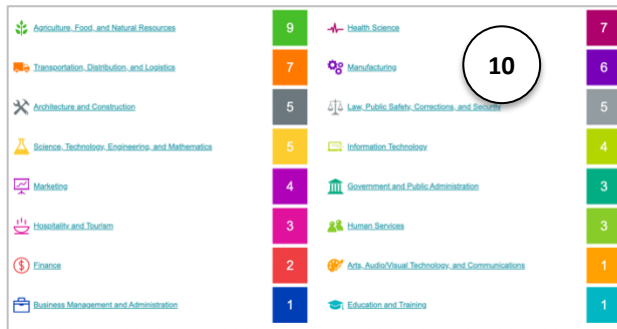 Agriculture, Food, and Natural Resources 9
Health Science 7
Transportation, Distribution, and Logistics 7
Manufacturing 6
10
Architecture and Construction 5
Law, Public Safety, Corrections, and Security 5
Science, Technology, Engineering, and Mathematics 5
Information Technology 4
Marketing 4
Government and Public Administration 3
Hospitality and Tourism 3
Human Services 3
Finance 2
Arts, Audio/Visual Technology, and Communications 1
Business Management and Administration 1
Education and Training 1